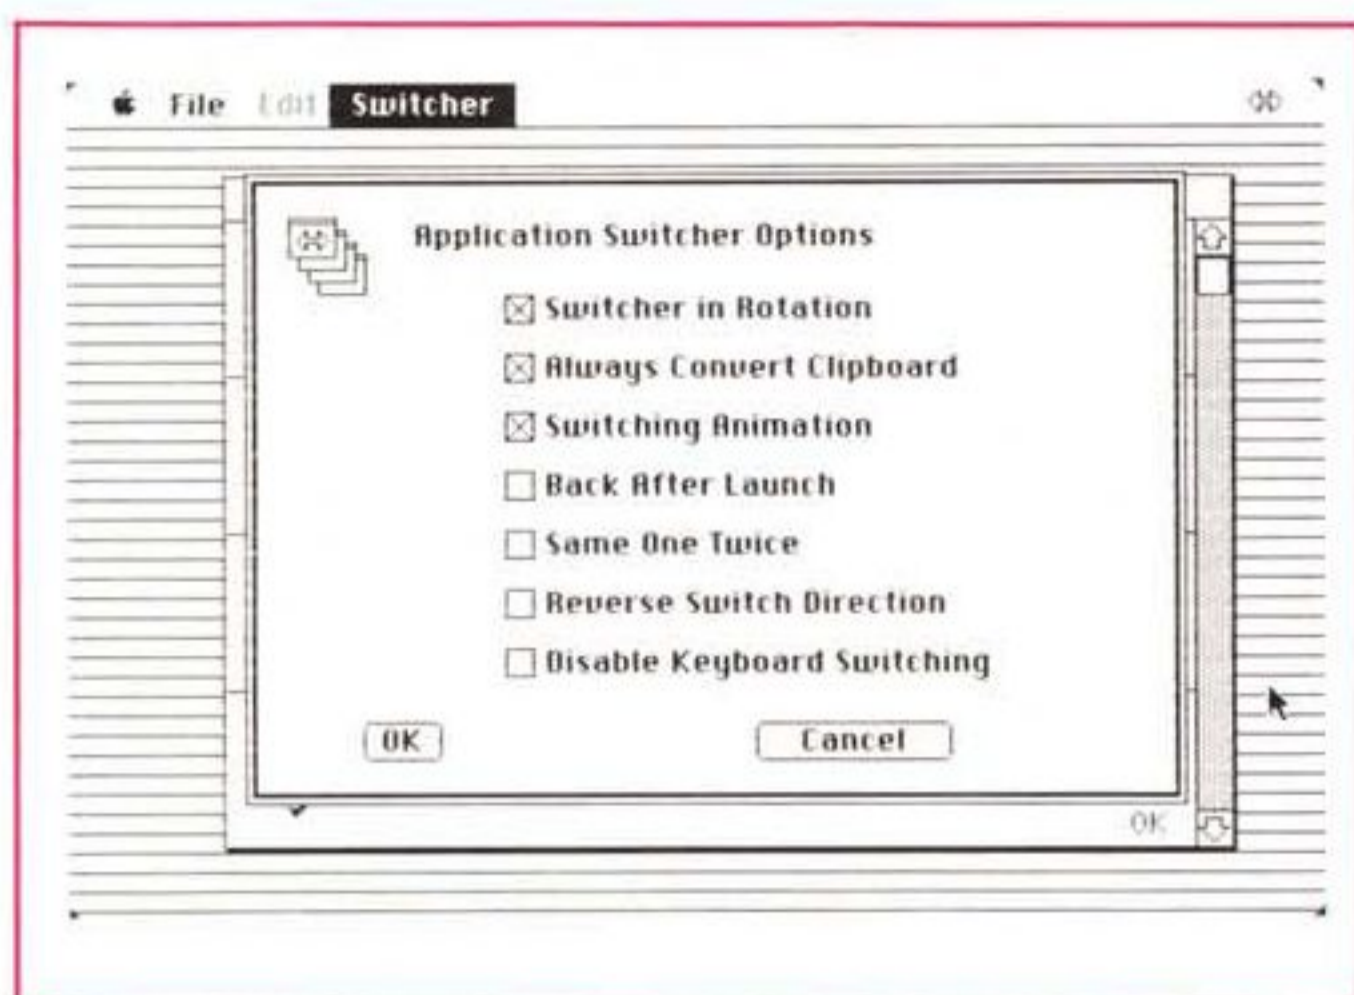 File Edit Switcher
Application Switcher Options
Switcher in Rotation
Always Convert Clipboard
Switching Animation
Back After Launch
Same One Twice
Reverse Switch Direction
Disable Keyboard Switching
OK Cancel
OK